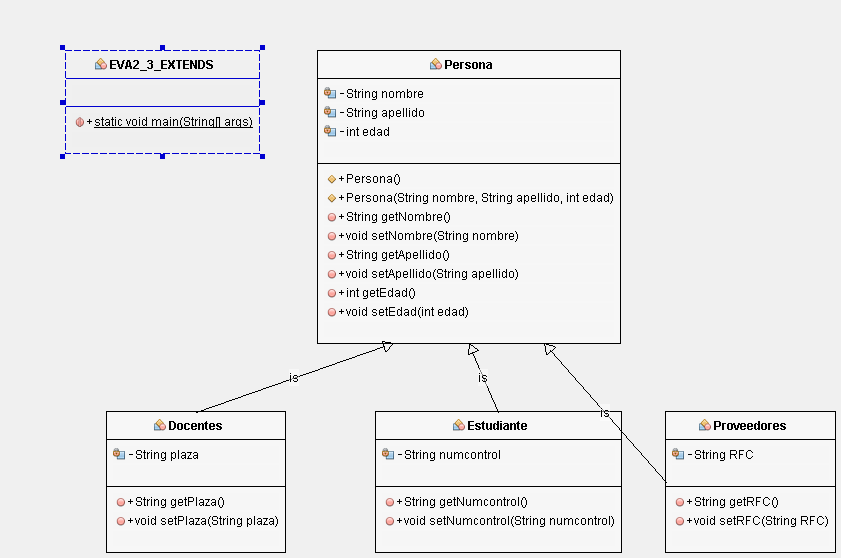 EVA2_3_EXTENDS
+static void main(String[] args)
Persona
-String nombre
-String apellido
-int edad
+Persona()
+Persona(String nombre, String apellido, int edad)
+String getNombre()
+void setNombre(String nombre)
+String getApellido()
+void setApellido(String apellido)
+int getEdad()
+void setEdad(int edad)
is
is
is
Docentes
-String plaza
+String getPlaza()
+void setPlaza(String plaza)
Estudiante
-String numcontrol
+String getNumcontrol()
+void setNumcontrol(String numcontrol)
Proveedores
-String RFC
+String getRFC()
+void setRFC(String RFC)